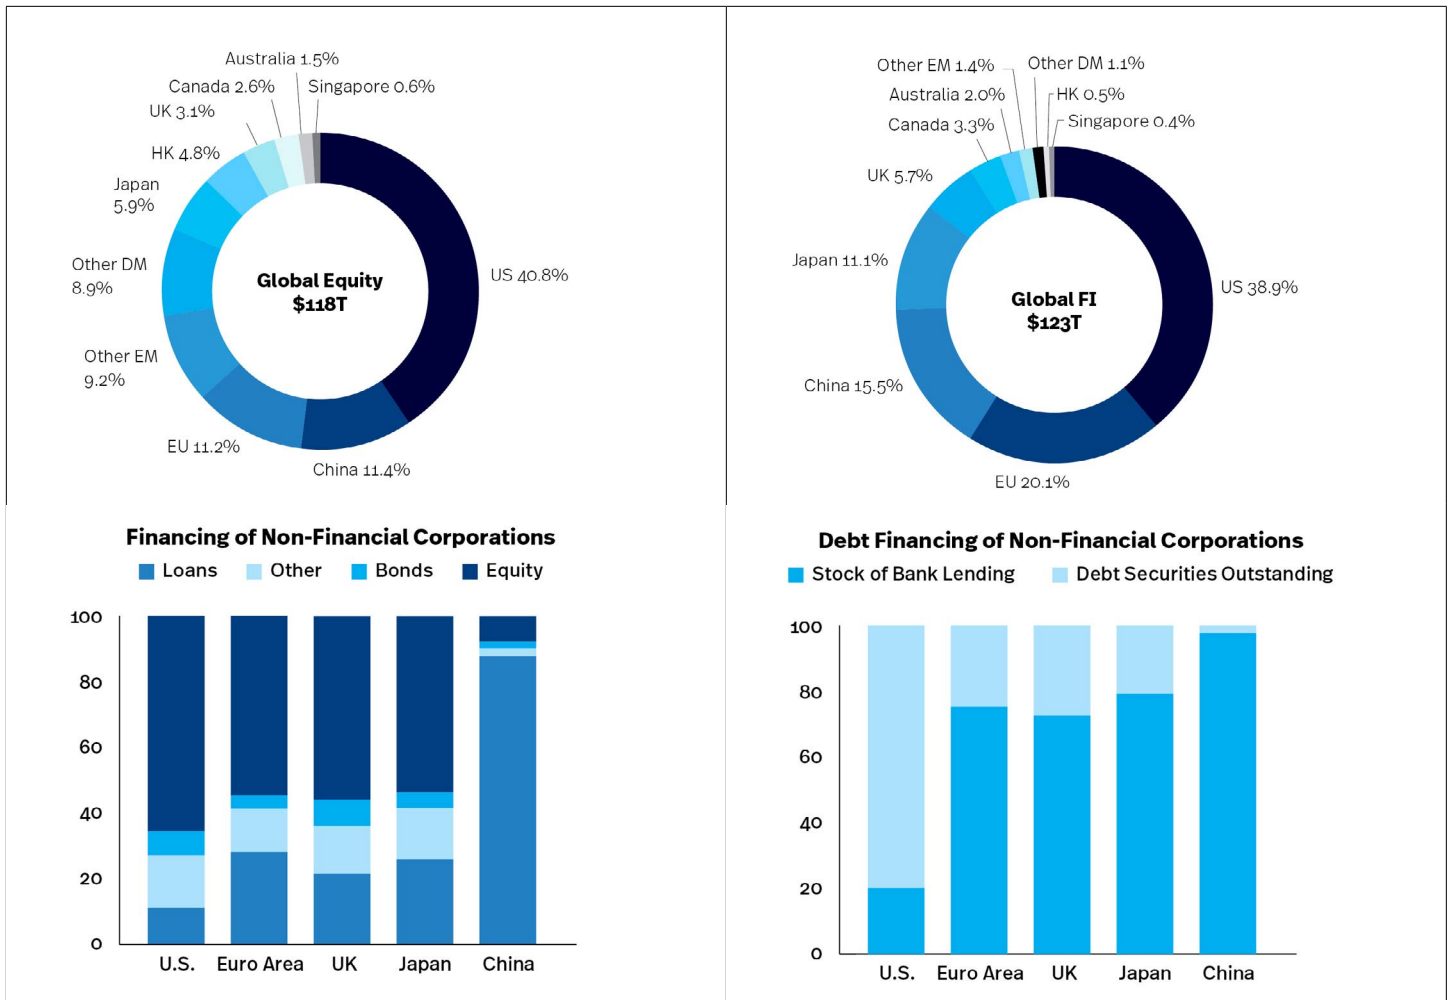 Australia 1.5%
Canada 2.6%
Singapore 0.6%
UK 3.1%
HK 4.8%
Japan
5.9%
Other DM
8.9%
Global Equity
$118T
US 40.8%
Other EM
9.2%
EU 11.2%
China 11.4%
Other EM 1.4%
Other DM 1.1%
Australia 2.0%
HK 0.5%
Canada 3.3%
Singapore 0.4%
UK 5.7%
Japan 11.1%
Global FI
$123T
US 38.9%
China 15.5%
EU 20.1%
Financing of Non-Financial Corporations
Loans Other Bonds Equity
100
80
60
40
20
0
U.S. Euro Area UK Japan China
Debt Financing of Non-Financial Corporations
Stock of Bank Lending Debt Securities Outstanding
100
80
60
40
20
0
U.S. Euro Area UK Japan China